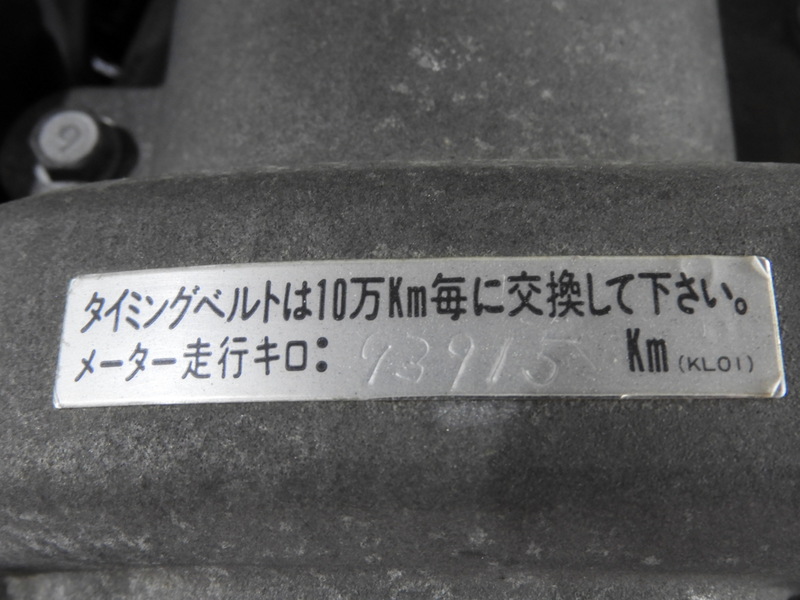 タイミングベルトは10万Km毎に交換して下さい。
メーター走行キロ: 93915 Km (KL01)